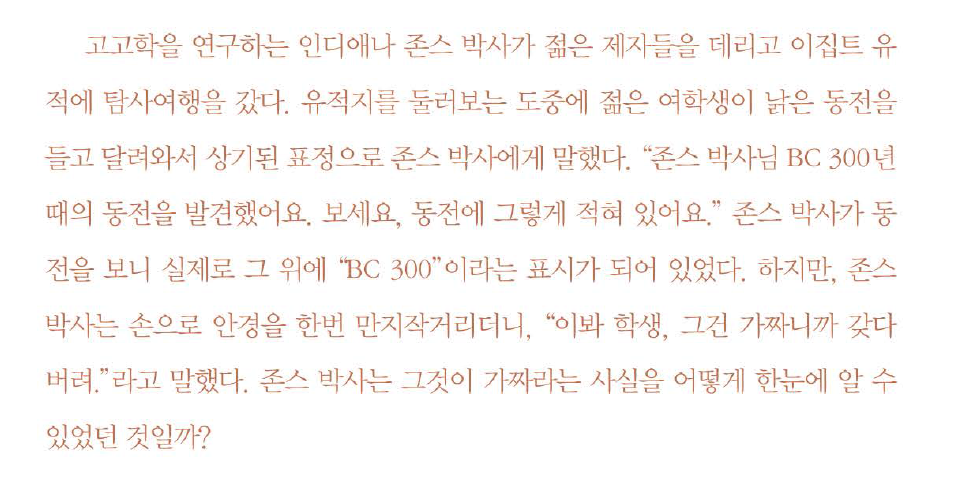 고고학을 연구하는 인디애나 존스 박사가 젊은 제자들을 데리고 이집트 유
적에 탐사여행을 갔다. 유적지를 둘러보는 도중에 젊은 여학생이 낡은 동전을
들고 달려와서 상기된 표정으로 존스 박사에게 말했다. “존스 박사님 BC 300년
때의 동전을 발견했어요. 보세요, 동전에 그렇게 적혀 있어요.” 존스 박사가 동
전을 보니 실제로 그 위에 “BC 300”이라는 표시가 되어 있었다. 하지만, 존스
박사는 손으로 안경을 한번 만지작거리더니, “이봐 학생, 그건 가짜니까 갖다
버려.”라고 말했다. 존스 박사는 그것이 가짜라는 사실을 어떻게 한눈에 알 수
있었던 것일까?